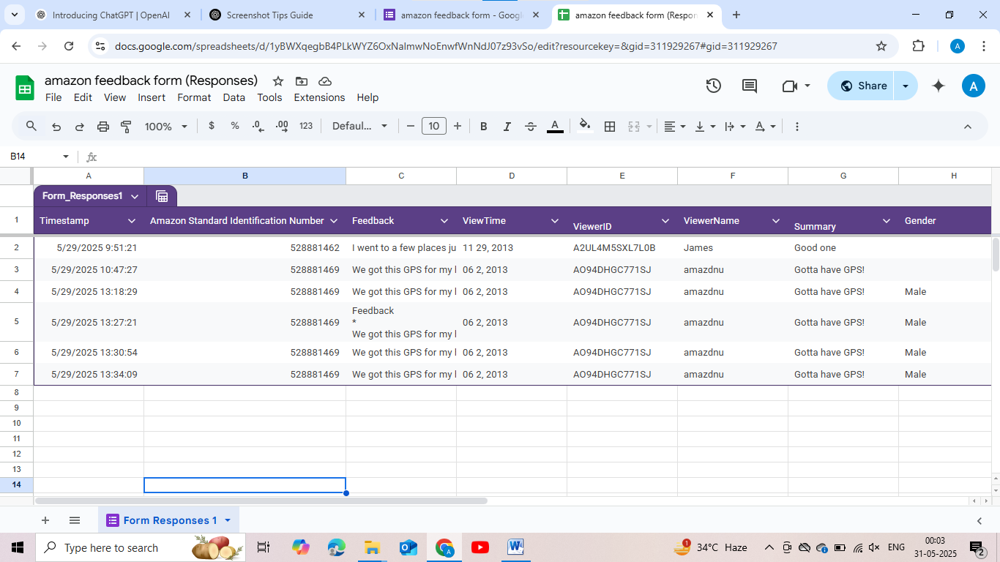 Introducing ChatGPT | OpenAI
Screenshot Tips Guide
amazon feedback form - Googl
amazon feedback form (Respon
docs.google.com/spreadsheets/d/1yBWXqegbB4PLkWYZ6OxNaImwNoEnwfWnNdJ07z93vSo/edit?resourcekey=&gid=311929267#gid=311929267
A
amazon feedback form (Responses)
File Edit View Insert Format Data Tools Extensions Help
Share
A
100% $ % .0 .00 123 Defaul... 10 B I A
B14 fx
A B C D E F G H
Form_Responses1
1 Timestamp Amazon Standard Identification Number Feedback ViewTime ViewerID ViewerName Summary Gender
2 5/29/2025 9:51:21 528881462 I went to a few places ju 11 29, 2013 A2UL4M5SXL7L0B James Good one
3 5/29/2025 10:47:27 528881469 We got this GPS for my l 06 2, 2013 AO94DHGC771SJ amazdnu Gotta have GPS!
4 5/29/2025 13:18:29 528881469 We got this GPS for my l 06 2, 2013 AO94DHGC771SJ amazdnu Gotta have GPS! Male
Feedback
5 5/29/2025 13:27:21 528881469 * 06 2, 2013 AO94DHGC771SJ amazdnu Gotta have GPS! Male
We got this GPS for my l
6 5/29/2025 13:30:54 528881469 We got this GPS for my l 06 2, 2013 AO94DHGC771SJ amazdnu Gotta have GPS! Male
7 5/29/2025 13:34:09 528881469 We got this GPS for my l 06 2, 2013 AO94DHGC771SJ amazdnu Gotta have GPS! Male
8
9
10
11
12
13
14
Form Responses 1
Type here to search
1
34°C Haze
ENG
00:03
31-05-2025
2